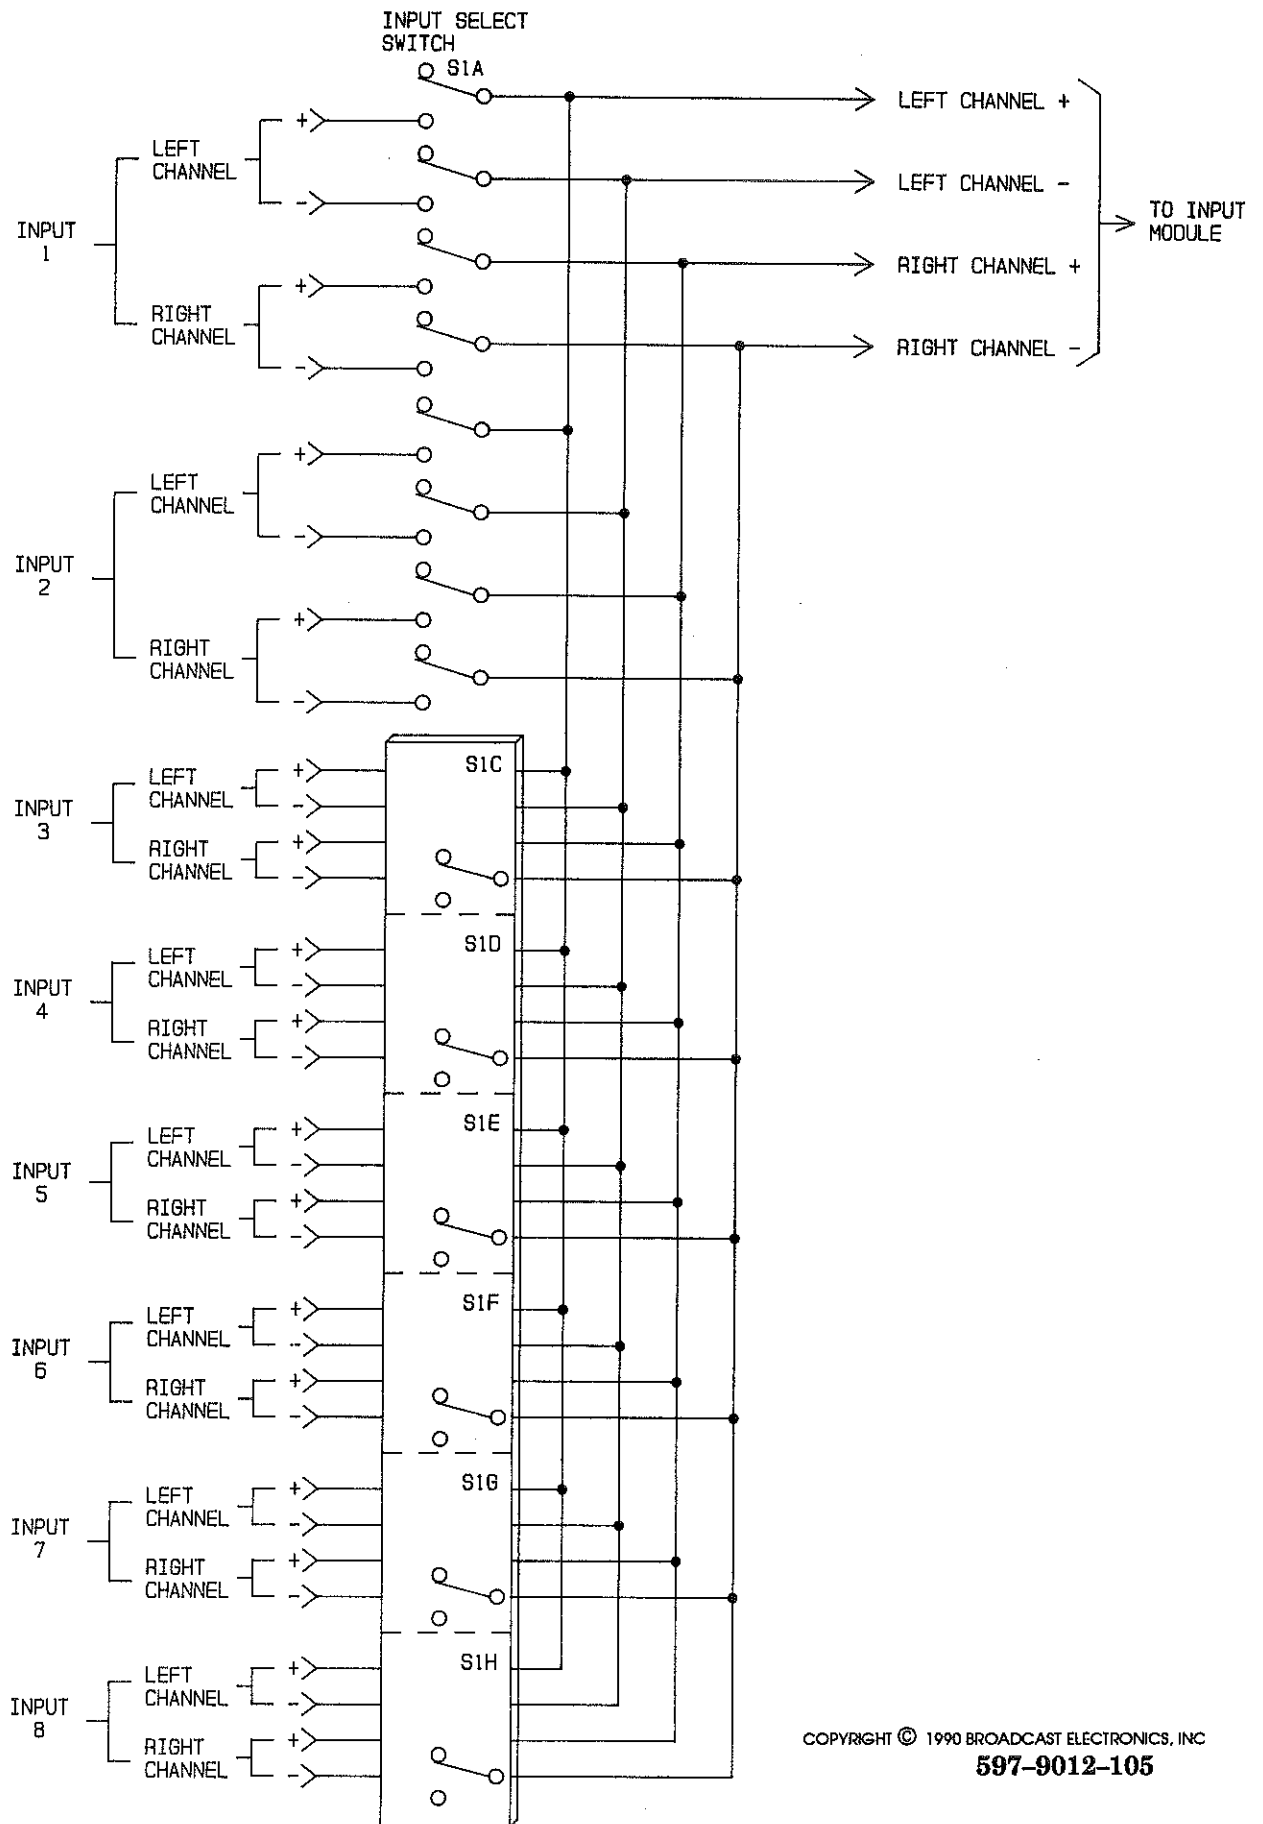 INPUT SELECT
SWITCH
S1A
LEFT CHANNEL +
+
LEFT
CHANNEL
LEFT CHANNEL -
-
TO INPUT
MODULE
INPUT
1
RIGHT CHANNEL +
+
RIGHT
CHANNEL
RIGHT CHANNEL -
-
+
LEFT
CHANNEL
-
INPUT
2
+
RIGHT
CHANNEL
-
S1C
+
LEFT
CHANNEL
-
INPUT
3
+
RIGHT
CHANNEL
-
S1D
+
LEFT
CHANNEL
-
INPUT
4
+
RIGHT
CHANNEL
-
S1E
+
LEFT
CHANNEL
-
INPUT
5
+
RIGHT
CHANNEL
-
S1F
+
LEFT
CHANNEL
-
INPUT
6
+
RIGHT
CHANNEL
-
S1G
+
LEFT
CHANNEL
-
INPUT
7
+
RIGHT
CHANNEL
-
S1H
+
LEFT
CHANNEL
-
INPUT
8
+
RIGHT
CHANNEL
-
COPYRIGHT © 1990 BROADCAST ELECTRONICS, INC
597-9012-105